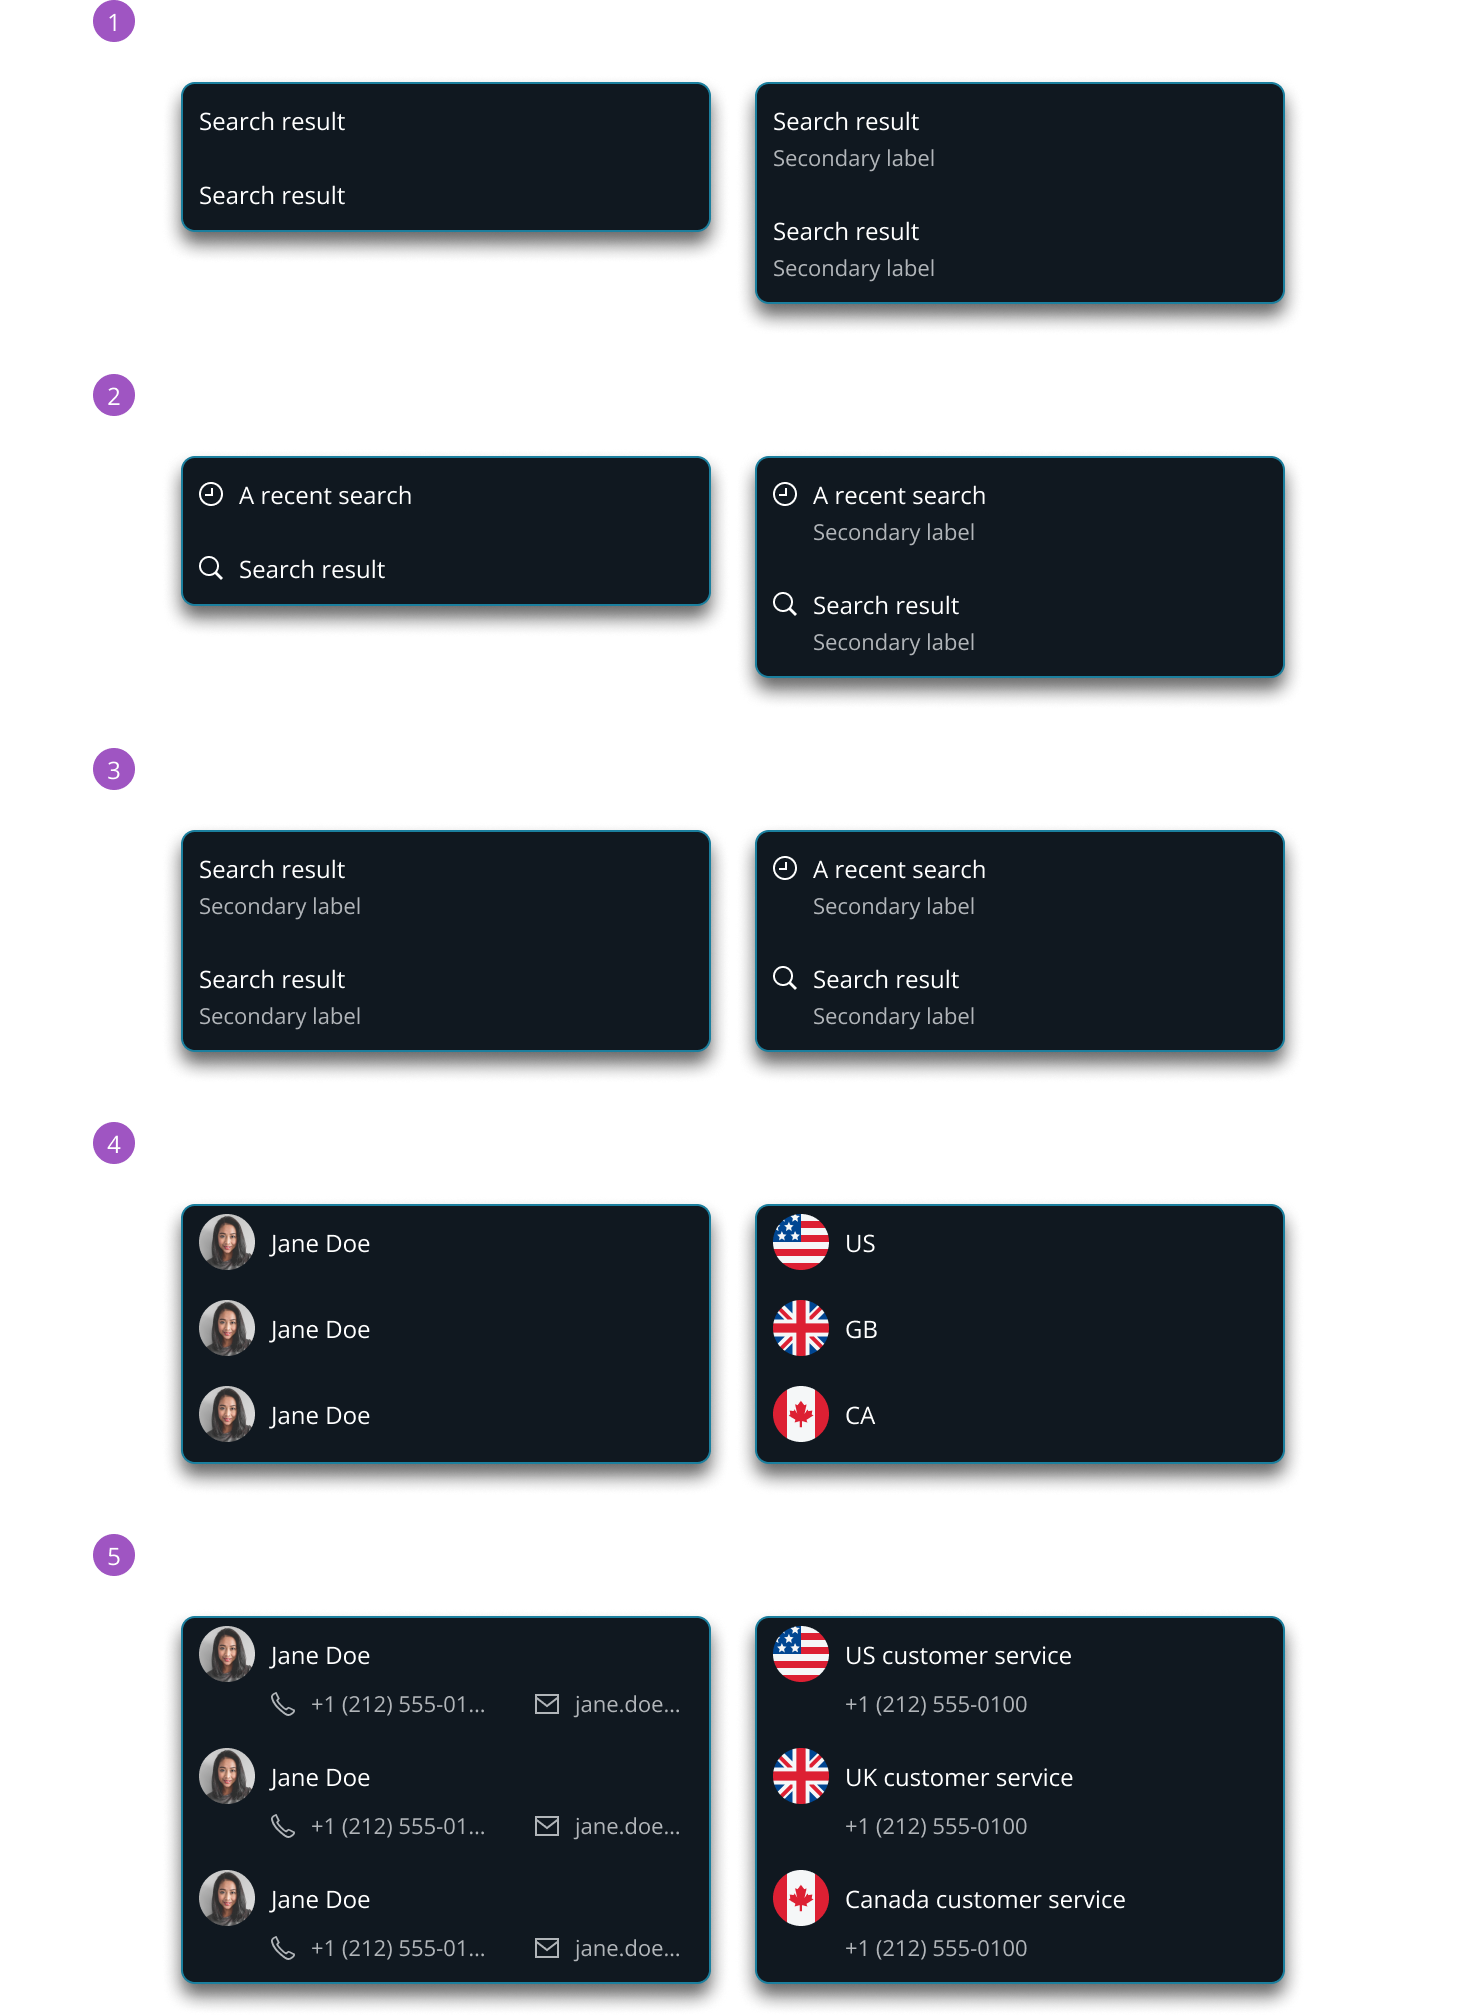 1
Search result
Search result
Search result
Secondary label
Search result
Secondary label
2
A recent search
Search result
A recent search
Secondary label
Search result
Secondary label
3
Search result
Secondary label
Search result
Secondary label
A recent search
Secondary label
Search result
Secondary label
4
Jane Doe
Jane Doe
Jane Doe
US
GB
CA
5
Jane Doe
+1 (212) 555-01... jane.doe...
Jane Doe
+1 (212) 555-01... jane.doe...
Jane Doe
+1 (212) 555-01... jane.doe...
US customer service
+1 (212) 555-0100
UK customer service
+1 (212) 555-0100
Canada customer service
+1 (212) 555-0100